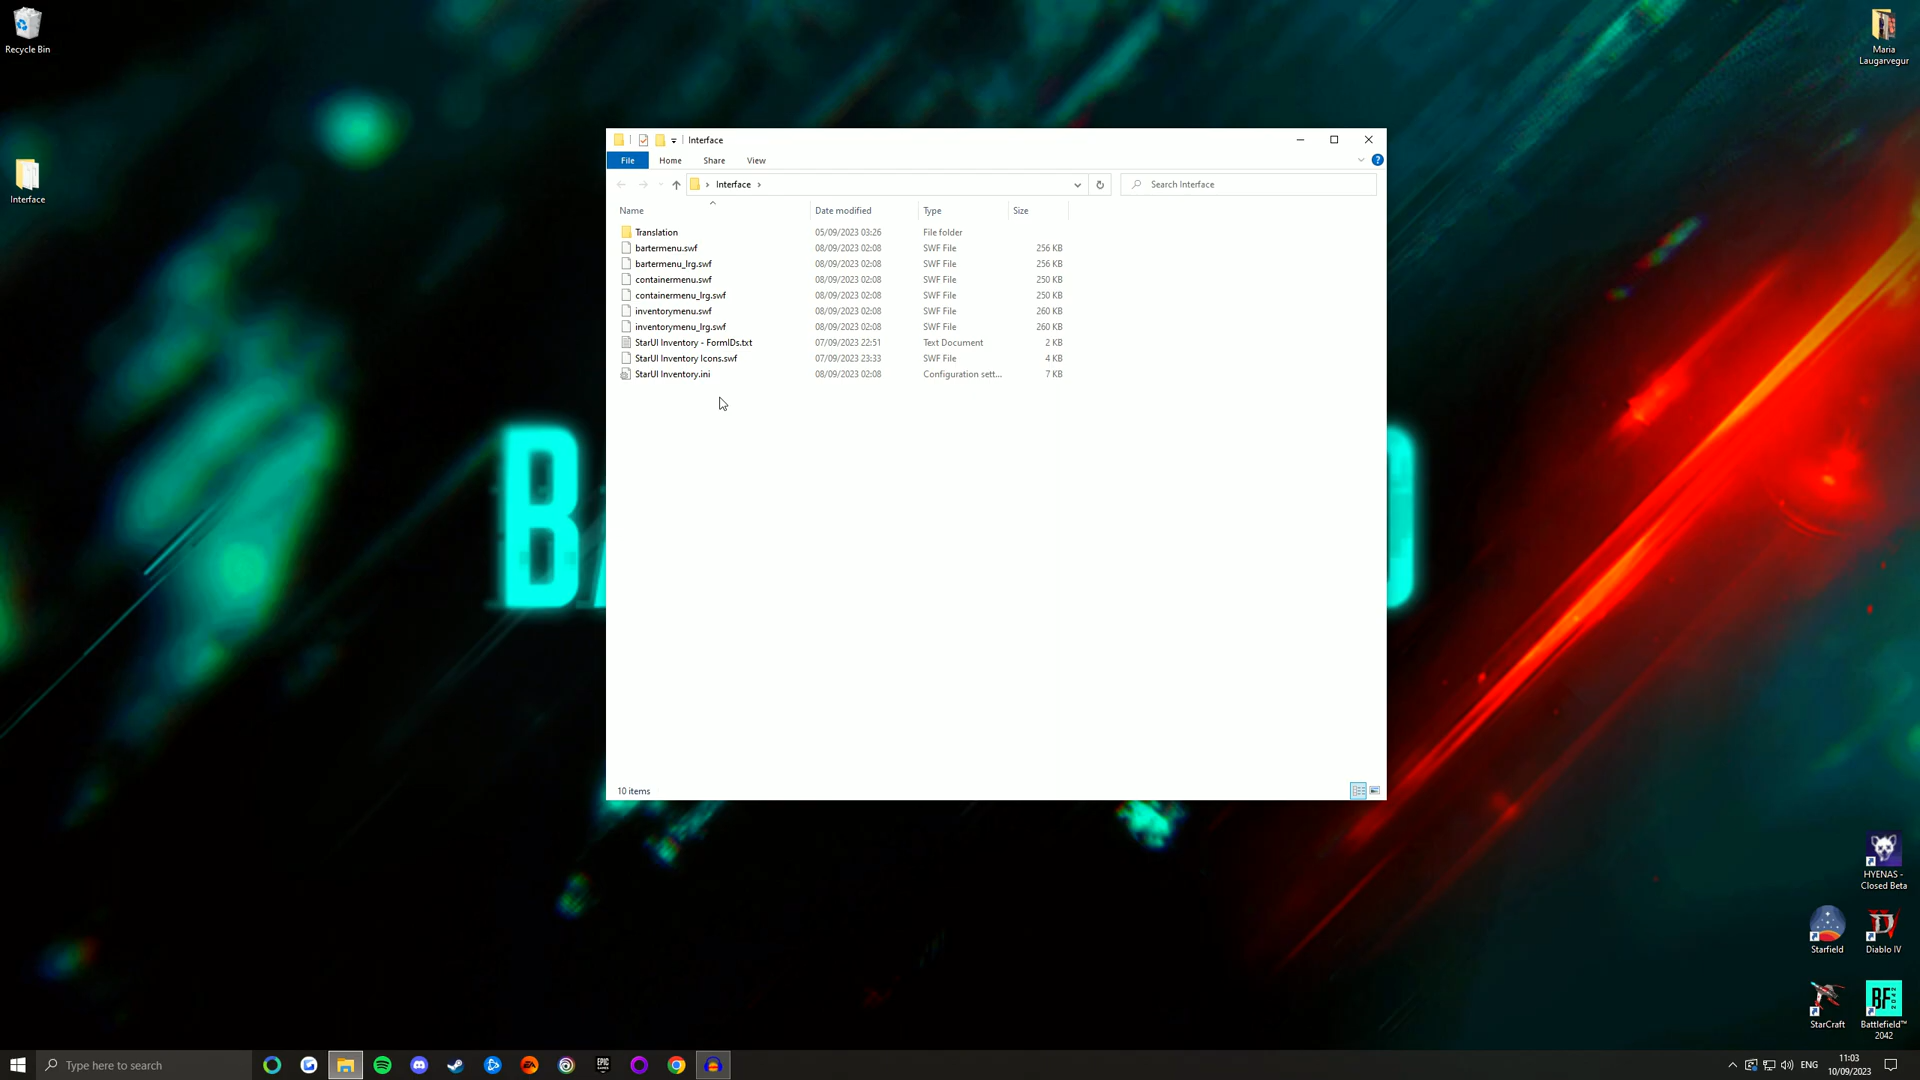 Recycle Bin
Maria
Laugarvegur
Interface
Interface
File Home Share View
Interface
Search Interface
Name Date modified Type Size
Translation 05/09/2023 03:26 File folder
bartermenu.swf 08/09/2023 02:08 SWF File 256 KB
bartermenu_lrg.swf 08/09/2023 02:08 SWF File 256 KB
containermenu.swf 08/09/2023 02:08 SWF File 250 KB
containermenu_lrg.swf 08/09/2023 02:08 SWF File 250 KB
inventorymenu.swf 08/09/2023 02:08 SWF File 260 KB
inventorymenu_lrg.swf 08/09/2023 02:08 SWF File 260 KB
StarUI Inventory - FormIDs.txt 07/09/2023 22:51 Text Document 2 KB
StarUI Inventory Icons.swf 07/09/2023 23:33 SWF File 4 KB
StarUI Inventory.ini 08/09/2023 02:08 Configuration sett... 7 KB
B
10 items
HYENAS -
Closed Beta
Starfield
Diablo IV
StarCraft
BF
2042
Battlefield™
2042
Type here to search
EA
EPIC
GAMES
ENG
11:03
10/09/2023